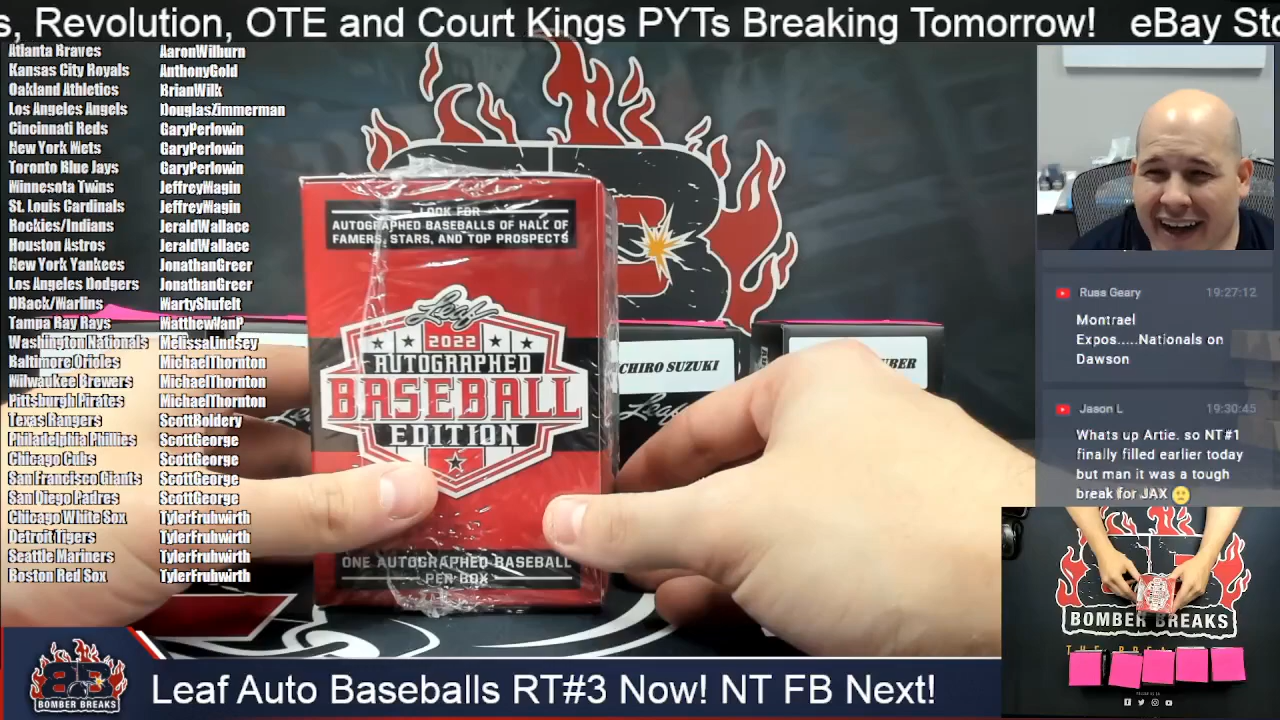 s, Revolution, OTE and Court Kings PYTs Breaking Tomorrow! eBay Sto
Atlanta Braves AaronWilburn
Kansas City Royals AnthonyGold
Oakland Athletics BrianWilk
Los Angeles Angels DouglasZimmerman
Cincinnati Reds GaryPerlowin
New York Mets GaryPerlowin
Toronto Blue Jays GaryPerlowin
Minnesota Twins JeffreyWagin
St. Louis Cardinals JeffreyWagin
Rockies/Indians JeraldWallace
Houston Astros JeraldWallace
New York Yankees JonathanGreer
Los Angeles Dodgers JonathanGreer
DBack/Marlins MartyShufelt
Tampa Bay Rays MatthewVanP
Washington Nationals MelissaLindsey
Baltimore Orioles MichaelThornton
Milwaukee Brewers MichaelThornton
Pittsburgh Pirates MichaelThornton
Texas Rangers ScottBoldery
Philadelphia Phillies ScottGeorge
Chicago Cubs ScottGeorge
San Francisco Giants ScottGeorge
San Diego Padres ScottGeorge
Chicago White Sox TylerFruhwirth
Detroit Tigers TylerFruhwirth
Seattle Mariners TylerFruhwirth
Boston Red Sox TylerFruhwirth
LOOK FOR
AUTOGRAPHED BASEBALLS OF HALL OF
FAMERS, STARS, AND TOP PROSPECTS
Leaf
2022
AUTOGRAPHED
BASEBALL
EDITION
ONE AUTOGRAPHED BASEBALL
PER BOX
CHIRO SUZUKI
Leaf
BER
Russ Geary 19:27:12
Montrael
Expos.....Nationals on
Dawson
Jason L 19:30:45
Whats up Artie. so NT#1
finally filled earlier today
but man it was a tough
break for JAX 🙁
BOMBER BREAKS
BOMBER BREAKS
Leaf Auto Baseballs RT#3 Now! NT FB Next!